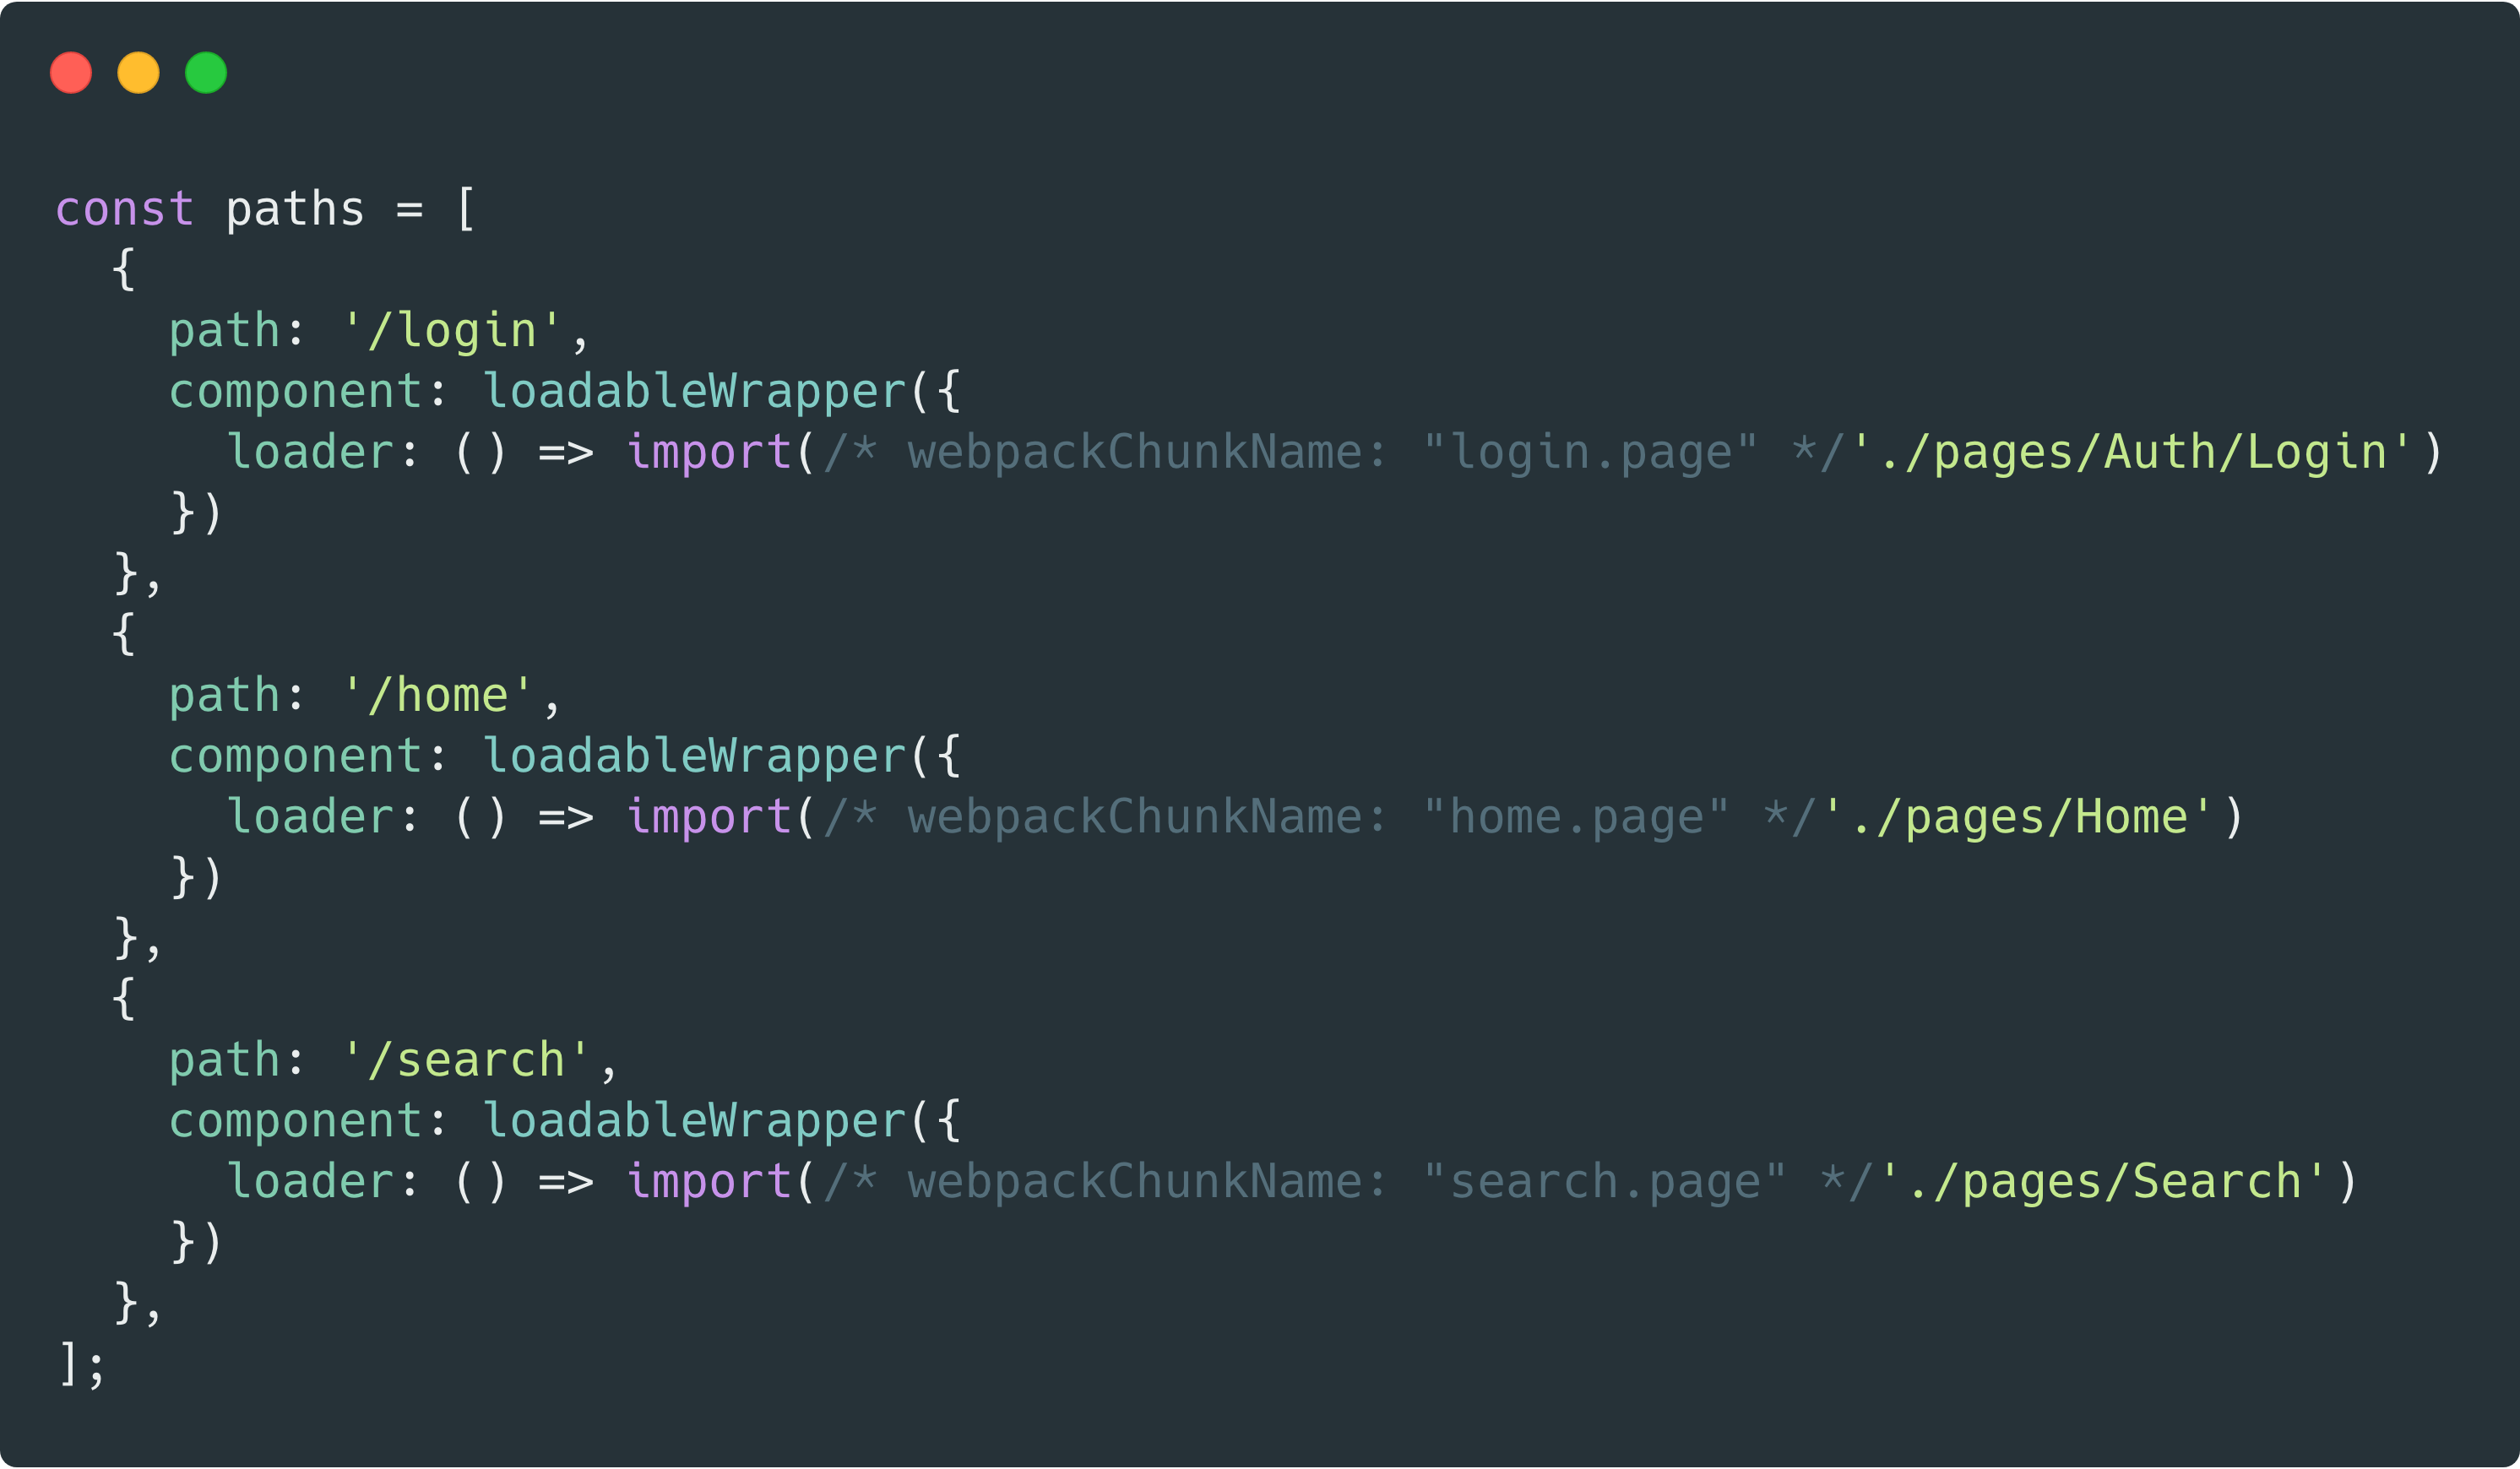 const paths = [
  {
    path: '/login',
    component: loadableWrapper({
      loader: () => import(/* webpackChunkName: "login.page" */'./pages/Auth/Login')
    })
  },
  {
    path: '/home',
    component: loadableWrapper({
      loader: () => import(/* webpackChunkName: "home.page" */'./pages/Home')
    })
  },
  {
    path: '/search',
    component: loadableWrapper({
      loader: () => import(/* webpackChunkName: "search.page" */'./pages/Search')
    })
  },
];